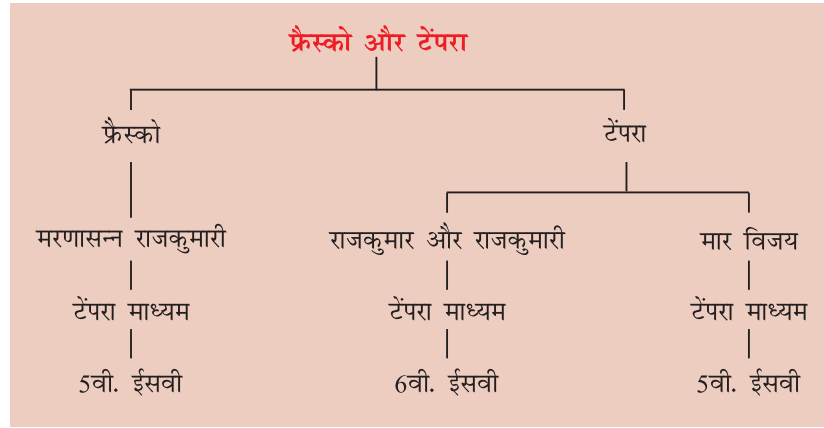 फ्रैस्को और टेंपरा
फ्रैस्को टेंपरा
मरणासन्न राजकुमारी राजकुमार और राजकुमारी मार विजय
टेंपरा माध्यम टेंपरा माध्यम टेंपरा माध्यम
5वी. ईसवी 6वी. ईसवी 5वी. ईसवी